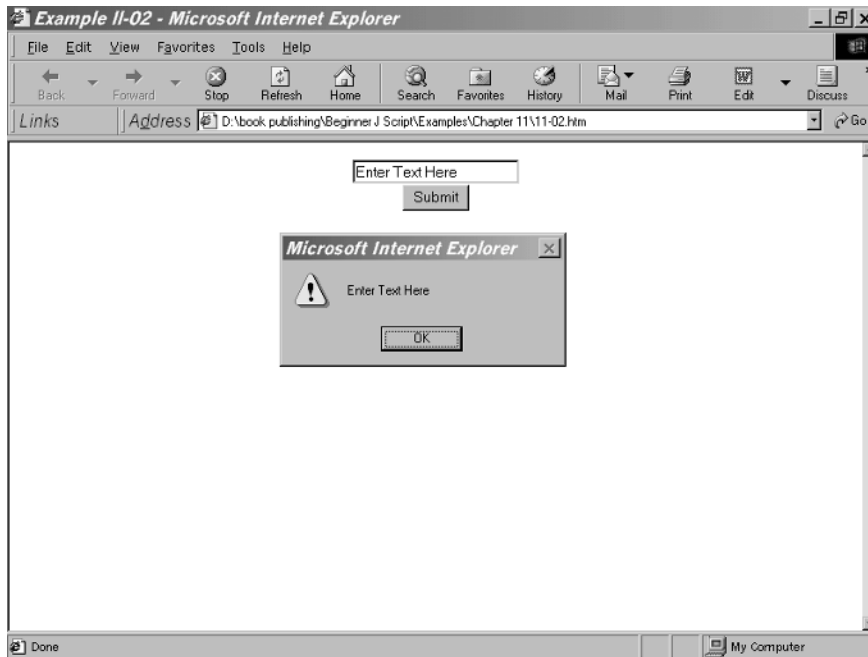 Example II-02 - Microsoft Internet Explorer
File Edit View Favorites Tools Help
Back Forward Stop Refresh Home Search Favorites History Mail Print Edit Discuss
Links Address D:\book publishing\Beginner J Script\Examples\Chapter 11\11-02.htm Go
Enter Text Here
Submit
Microsoft Internet Explorer
Enter Text Here
OK
Done My Computer